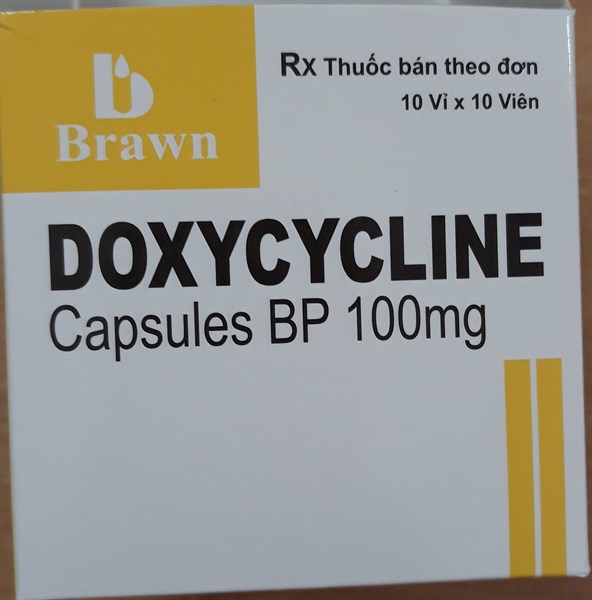 Rx Thuốc bán theo đơn
10 Vỉ x 10 Viên
Brawn
DOXYCYCLINE
Capsules BP 100mg